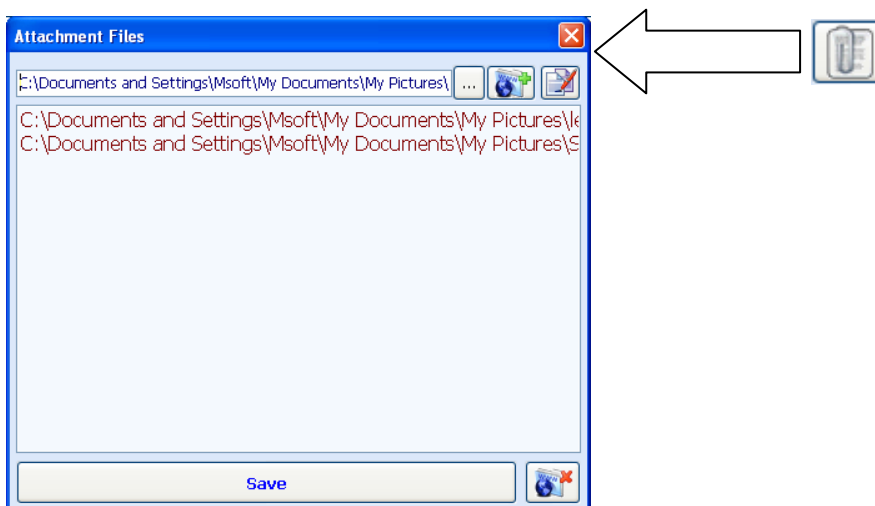 Attachment Files
C:\Documents and Settings\Msoft\My Documents\My Pictures\
...
C:\Documents and Settings\Msoft\My Documents\My Pictures\le
C:\Documents and Settings\Msoft\My Documents\My Pictures\S
Save